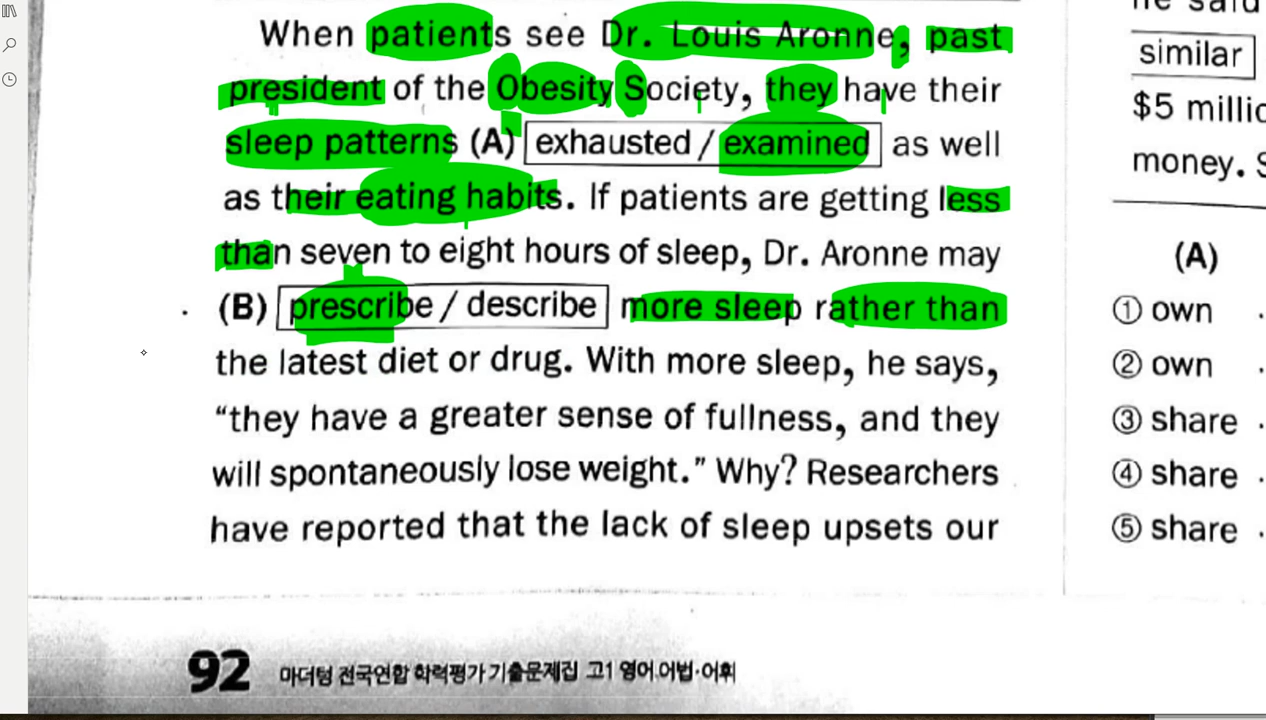 When patients see Dr. Louis Aronne, past
president of the Obesity Society, they have their
sleep patterns (A) exhausted / examined as well
as their eating habits. If patients are getting less
than seven to eight hours of sleep, Dr. Aronne may
(B) prescribe / describe more sleep rather than
the latest diet or drug. With more sleep, he says,
“they have a greater sense of fullness, and they
will spontaneously lose weight.” Why? Researchers
have reported that the lack of sleep upsets our
92 마더텅 전국연합 학력평가 기출문제집 고1 영어 어법·어휘
he said
similar
$5
money.
(A)
① own
② own
③ share
④ share
⑤ share